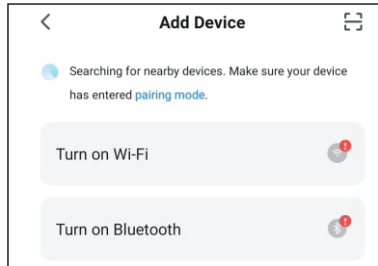 Add Device
Searching for nearby devices. Make sure your device
has entered pairing mode.
Turn on Wi-Fi
Turn on Bluetooth